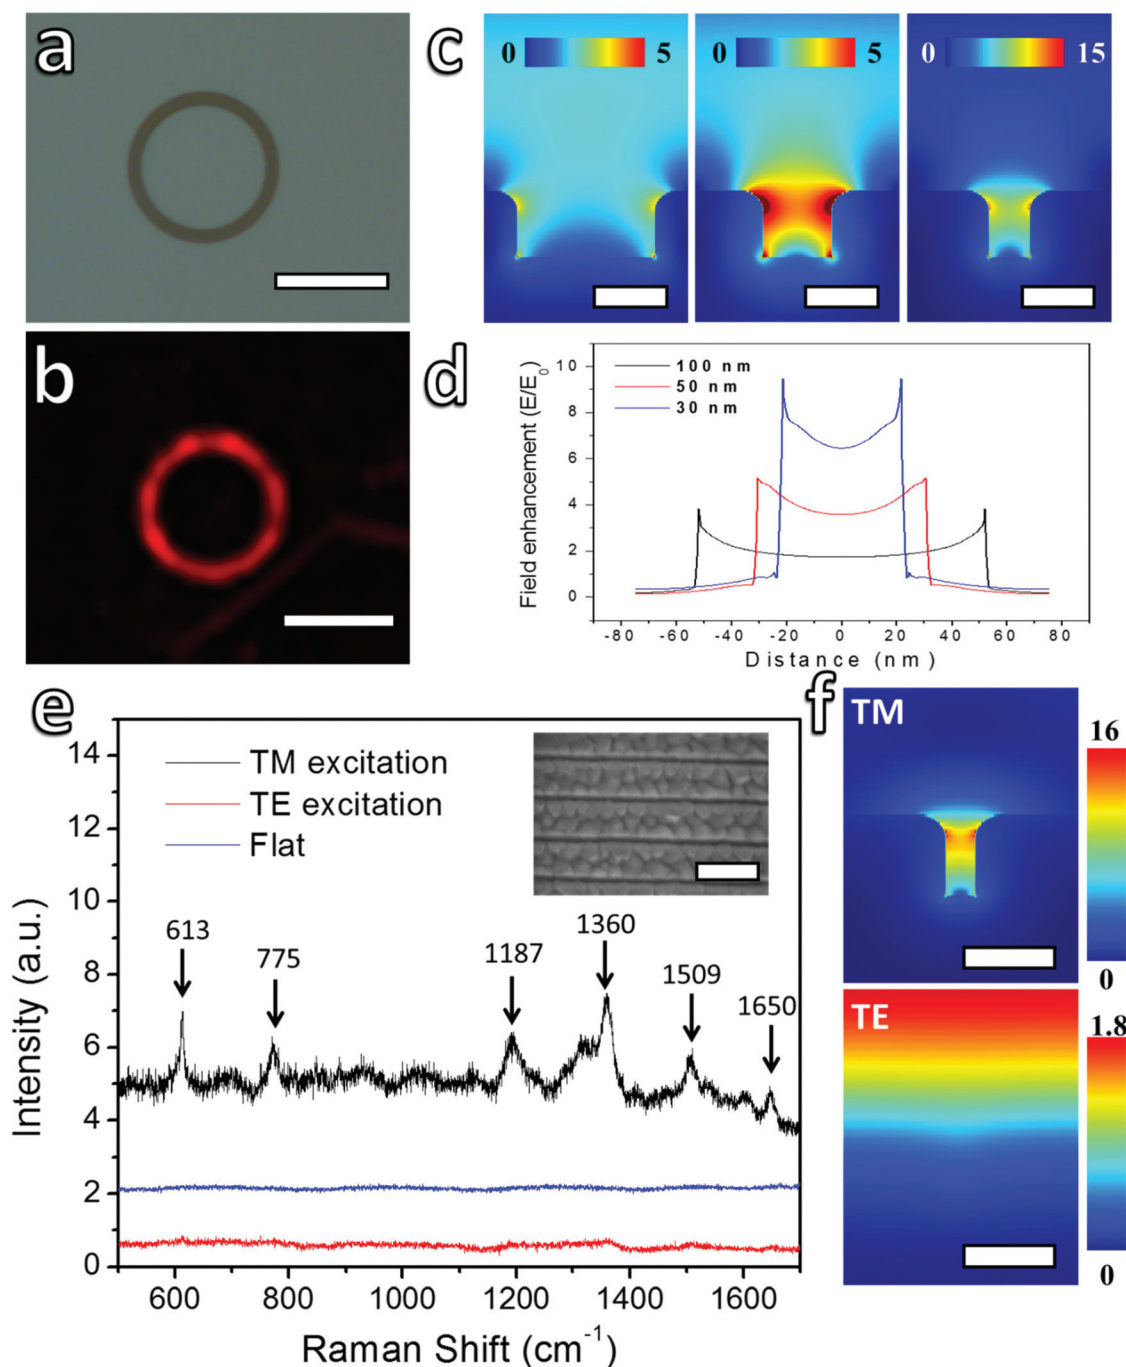 a
b
c
0 5
0 5
0 15
d
Field enhancement (E/E₀)
10
8
6
4
2
0
100 nm
50 nm
30 nm
-80 -60 -40 -20 0 20 40 60 80
Distance (nm)
e
Intensity (a.u.)
14
12
10
8
6
4
2
0
TM excitation
TE excitation
Flat
613
775
1187
1360
1509
1650
600 800 1000 1200 1400 1600
Raman Shift (cm⁻¹)
f
TM
16
0
TE
1.8
0